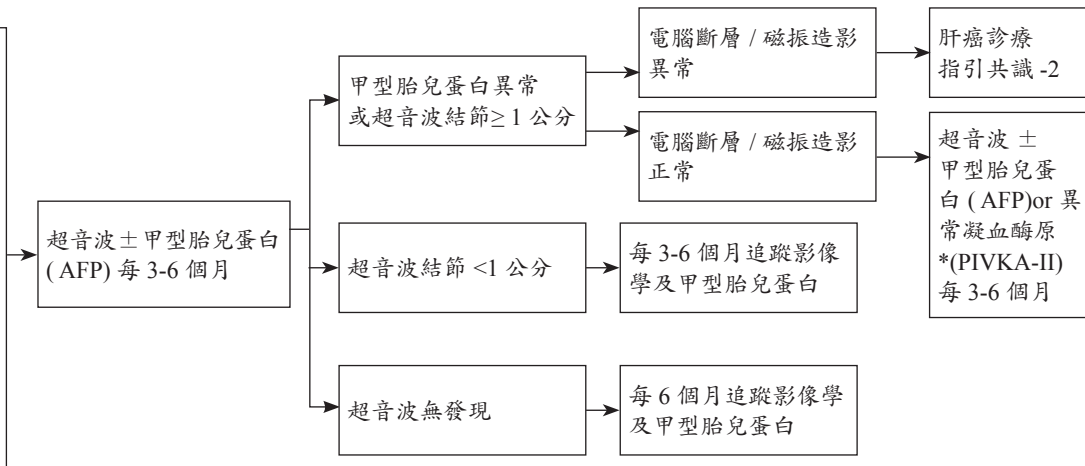 超音波±甲型胎兒蛋白
( AFP) 每 3-6 個月
甲型胎兒蛋白異常
或超音波結節≥ 1 公分
電腦斷層 / 磁振造影
異常
肝癌診療
指引共識 -2
電腦斷層 / 磁振造影
正常
超音波 ±
甲型胎兒蛋
白 ( AFP)or 異
常凝血酶原
*(PIVKA-II)
每 3-6 個月
超音波結節 <1 公分
每 3-6 個月追蹤影像
學及甲型胎兒蛋白
超音波無發現
每 6 個月追蹤影像學
及甲型胎兒蛋白